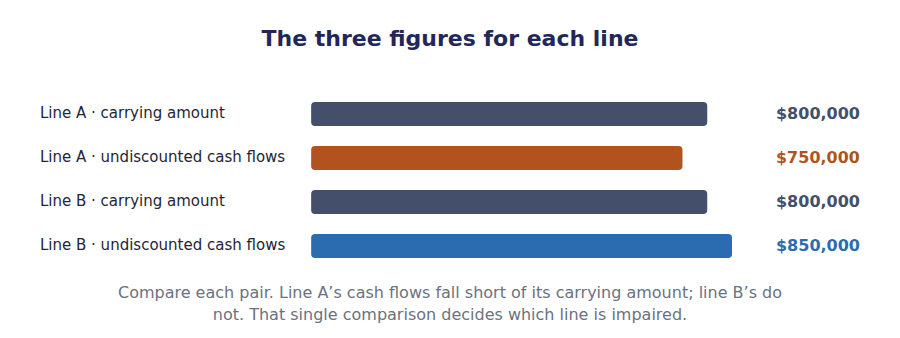 The three figures for each line
Line A · carrying amount $800,000
Line A · undiscounted cash flows $750,000
Line B · carrying amount $800,000
Line B · undiscounted cash flows $850,000
Compare each pair. Line A’s cash flows fall short of its carrying amount; line B’s do
not. That single comparison decides which line is impaired.